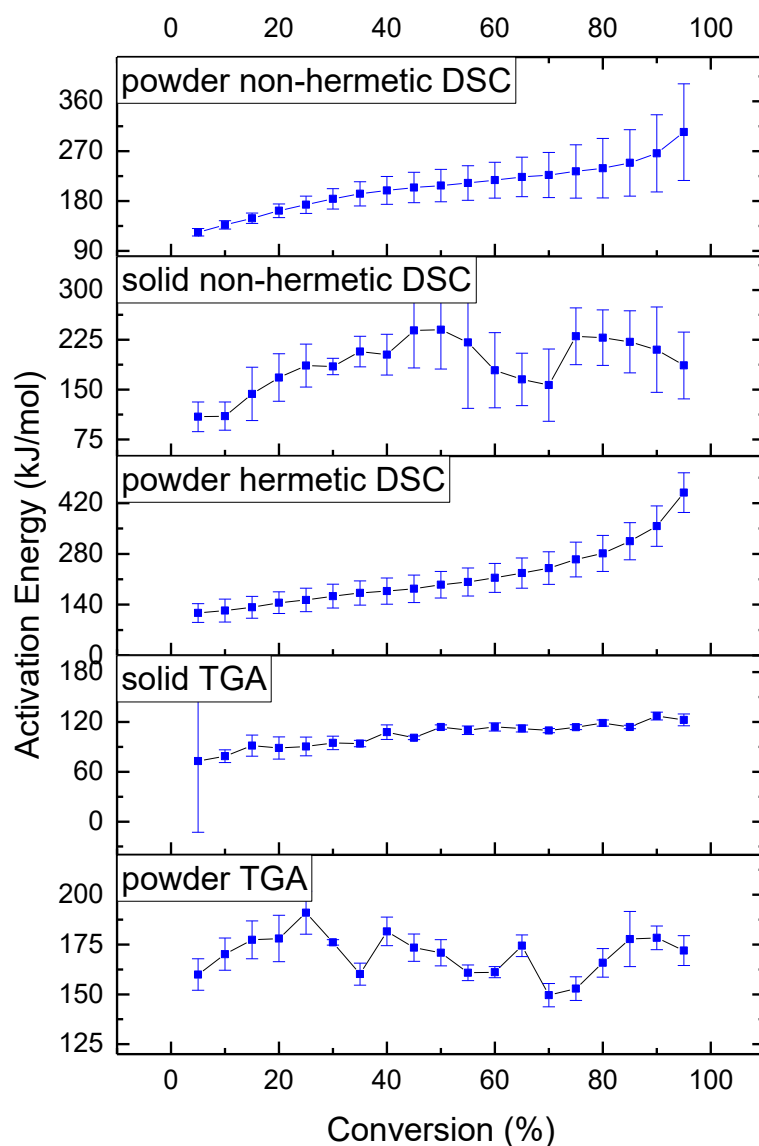 0 20 40 60 80 100
powder non-hermetic DSC
360
270
180
90
solid non-hermetic DSC
300
225
150
75
powder hermetic DSC
420
280
140
0
solid TGA
180
120
60
0
powder TGA
200
175
150
125
0 20 40 60 80 100
Conversion (%)
Activation Energy (kJ/mol)